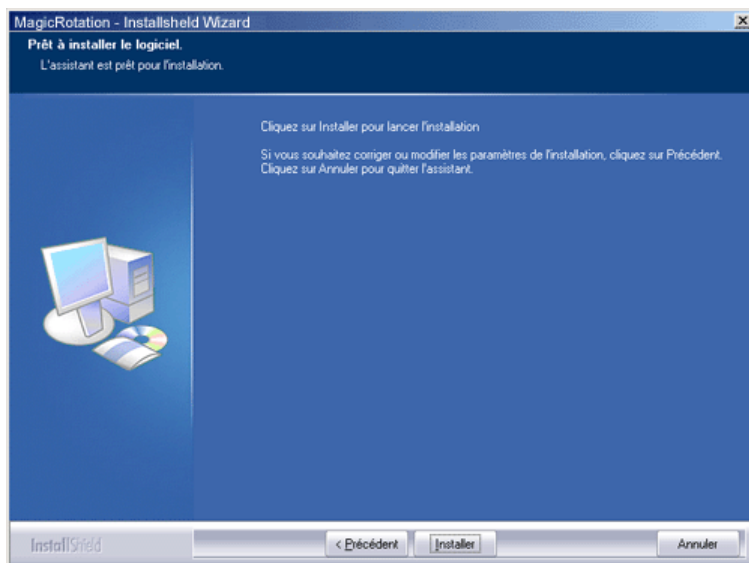 MagicRotation - Installsheld Wizard
Prêt à installer le logiciel.
L'assistant est prêt pour l'installation.
Cliquez sur Installer pour lancer l'installation
Si vous souhaitez corriger ou modifier les paramètres de l'installation, cliquez sur Précédent.
Cliquez sur Annuler pour quitter l'assistant.
InstallShield
< Précédent
Installer
Annuler